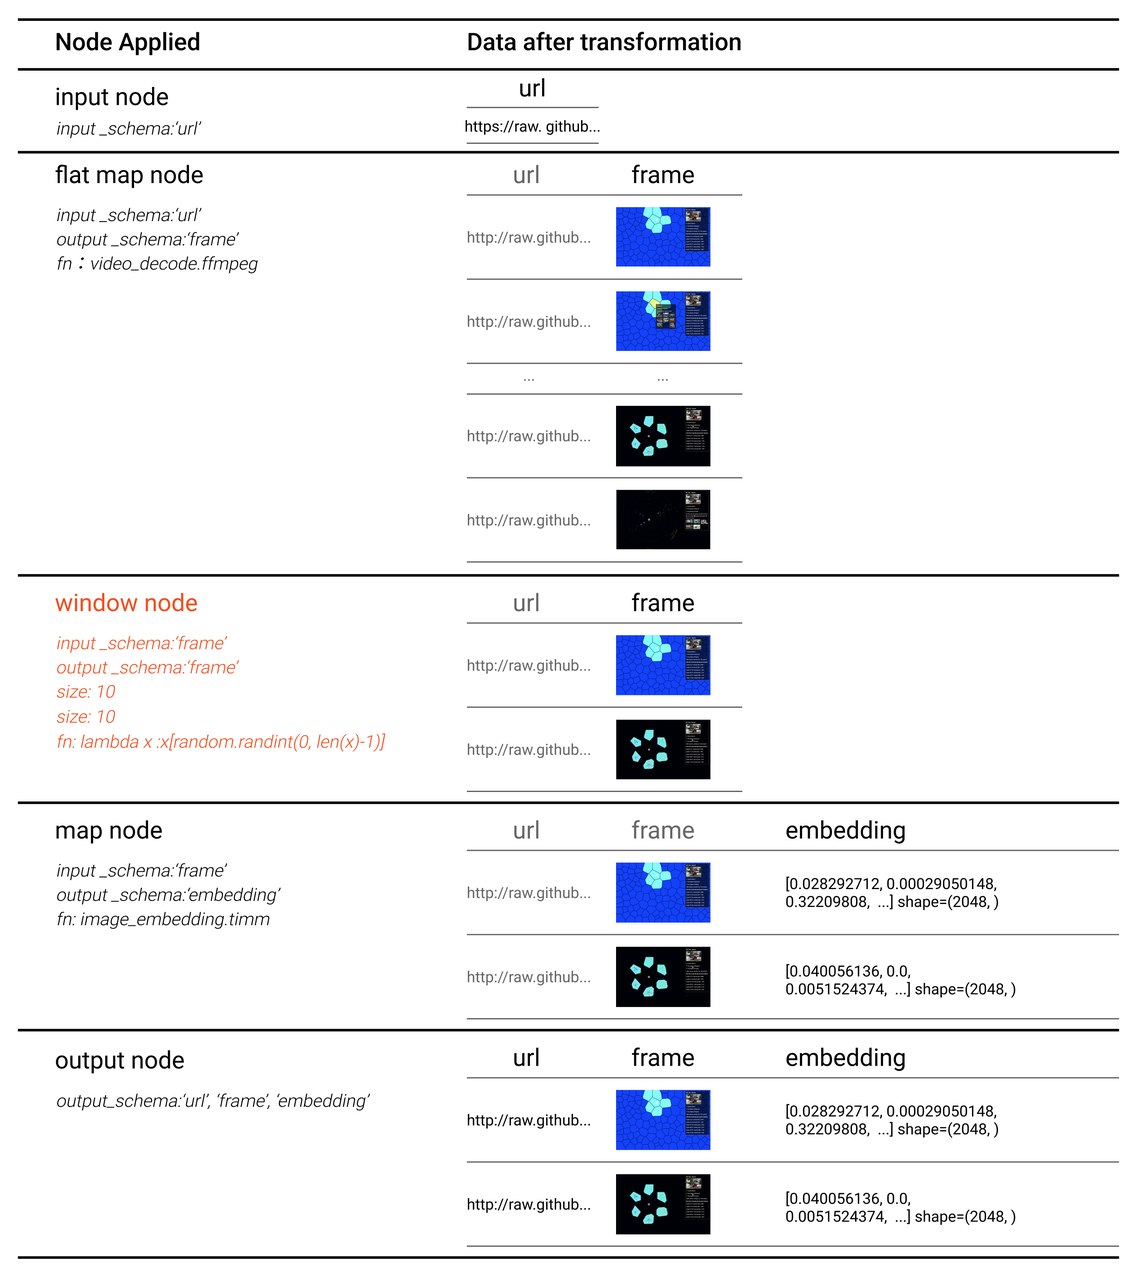 Node Applied
Data after transformation
input node
input _schema:‘url’
url
https://raw. github...
flat map node
input _schema:‘url’
output _schema:‘frame’
fn：video_decode.ffmpeg
url frame
http://raw.github...
http://raw.github...
... ...
http://raw.github...
http://raw.github...
window node
input _schema:‘frame’
output _schema:‘frame’
size: 10
size: 10
fn: lambda x :x[random.randint(0, len(x)-1)]
url frame
http://raw.github...
http://raw.github...
map node
input _schema:‘frame’
output _schema:‘embedding’
fn: image_embedding.timm
url frame embedding
http://raw.github...
[0.028292712, 0.00029050148,
0.32209808, ...] shape=(2048, )
http://raw.github...
[0.040056136, 0.0,
0.0051524374, ...] shape=(2048, )
output node
output_schema:‘url’, ‘frame’, ‘embedding’
url frame embedding
http://raw.github...
[0.028292712, 0.00029050148,
0.32209808, ...] shape=(2048, )
http://raw.github...
[0.040056136, 0.0,
0.0051524374, ...] shape=(2048, )